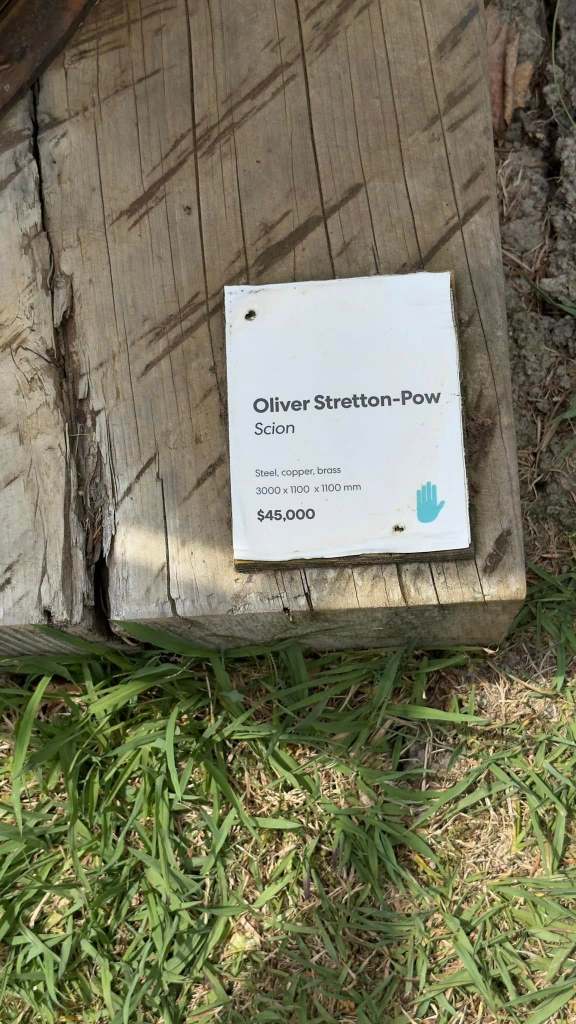 Oliver Stretton-Pow
Scion
Steel, copper, brass
3000 x 1100 x 1100 mm
$45,000